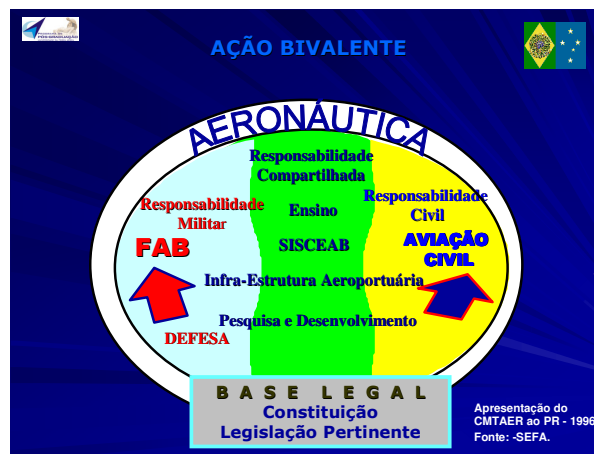 AÇÃO BIVALENTE
AERONÁUTICA
Responsabilidade
Compartilhada
Responsabilidade
Militar
FAB
Ensino
SISCEAB
Responsabilidade
Civil
AVIAÇÃO
CIVIL
Infra-Estrutura Aeroportuária
Pesquisa e Desenvolvimento
DEFESA
BASE LEGAL
Constituição
Legislação Pertinente
Apresentação do
CMTAER ao PR - 1996
Fonte: -SEFA.